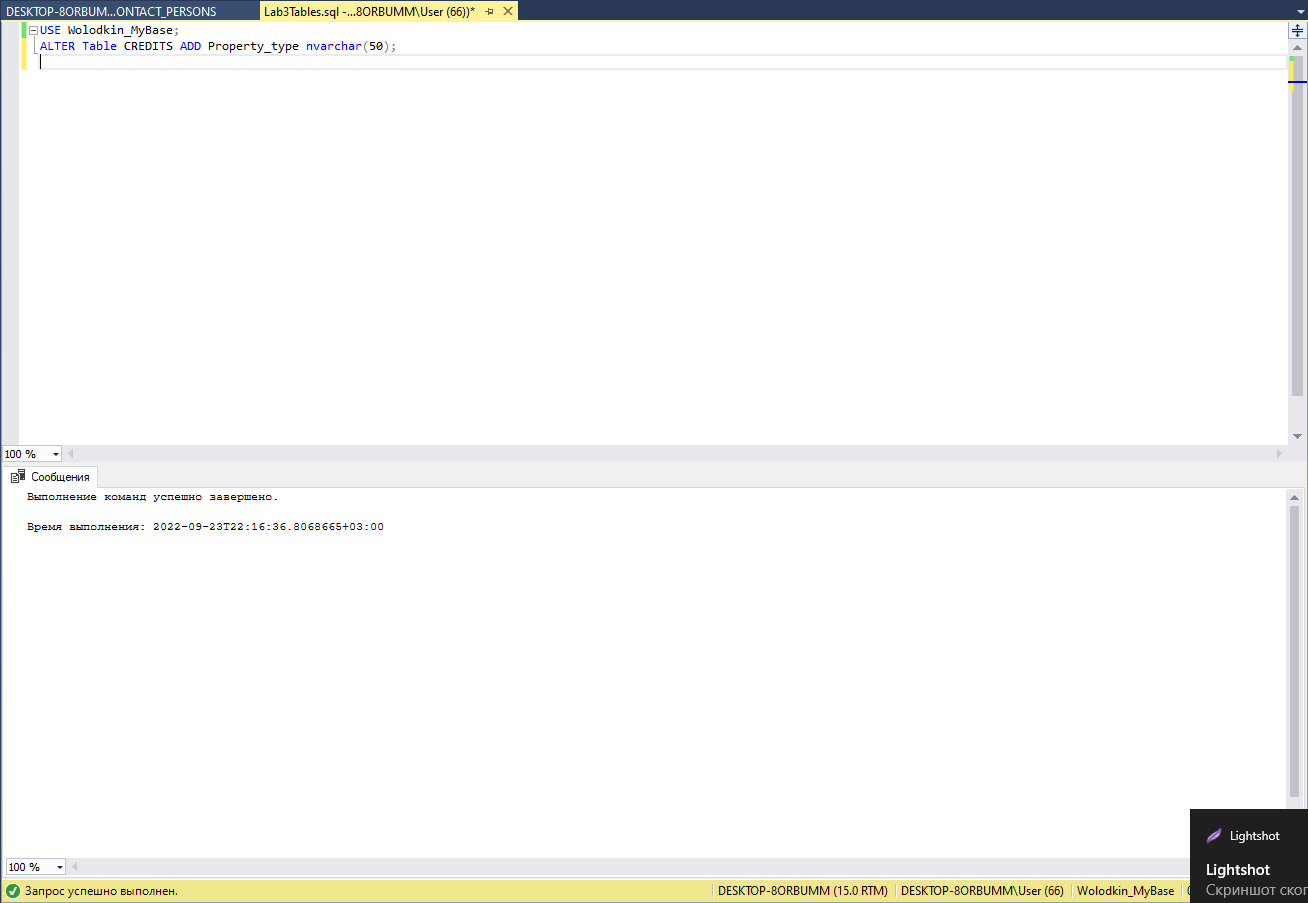 DESKTOP-8ORBUM...ONTACT_PERSONS
Lab3Tables.sql -...8ORBUMM\User (66))*
USE Wolodkin_MyBase;
ALTER Table CREDITS ADD Property_type nvarchar(50);
100 %
Сообщения
Выполнение команд успешно завершено.
Время выполнения: 2022-09-23T22:16:36.8068665+03:00
100 %
Lightshot
Lightshot
Скриншот скоп
Запрос успешно выполнен.
DESKTOP-8ORBUMM (15.0 RTM)
DESKTOP-8ORBUMM\User (66)
Wolodkin_MyBase